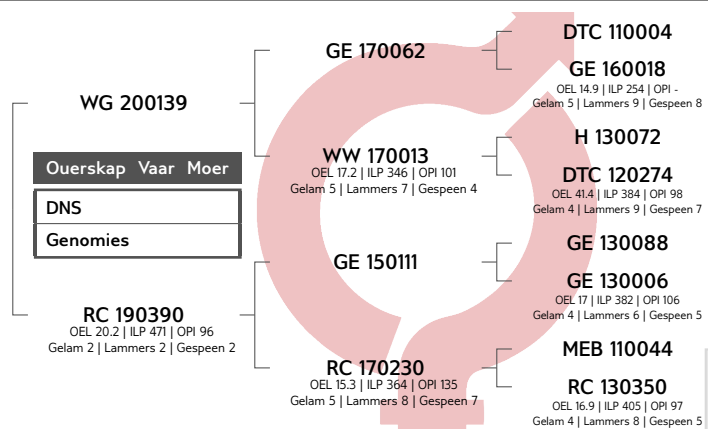 WG 200139
Ouerskap Vaar Moer
DNS
Genomies
RC 190390
OEL 20.2 | ILP 471 | OPI 96
Gelam 2 | Lammers 2 | Gespeen 2
GE 170062
WW 170013
OEL 17.2 | ILP 346 | OPI 101
Gelam 5 | Lammers 7 | Gespeen 4
GE 150111
RC 170230
OEL 15.3 | ILP 364 | OPI 135
Gelam 5 | Lammers 8 | Gespeen 7
DTC 110004
GE 160018
OEL 14.9 | ILP 254 | OPI -
Gelam 5 | Lammers 9 | Gespeen 8
H 130072
DTC 120274
OEL 41.4 | ILP 384 | OPI 98
Gelam 4 | Lammers 9 | Gespeen 7
GE 130088
GE 130006
OEL 17 | ILP 382 | OPI 106
Gelam 4 | Lammers 6 | Gespeen 5
MEB 110044
RC 130350
OEL 16.9 | ILP 405 | OPI 97
Gelam 4 | Lammers 8 | Gespeen 5